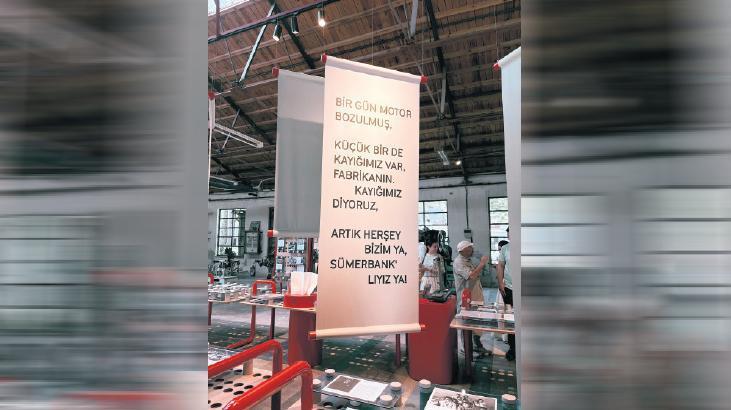 BİR GÜN MOTOR
BOZULMUŞ,
KÜÇÜK BİR DE
KAYIĞIMIZ VAR,
FABRİKANIN.
KAYIĞIMIZ
DİYORUZ,
ARTIK HERŞEY
BİZİM YA,
SÜMERBANK'
LIYIZ YA!